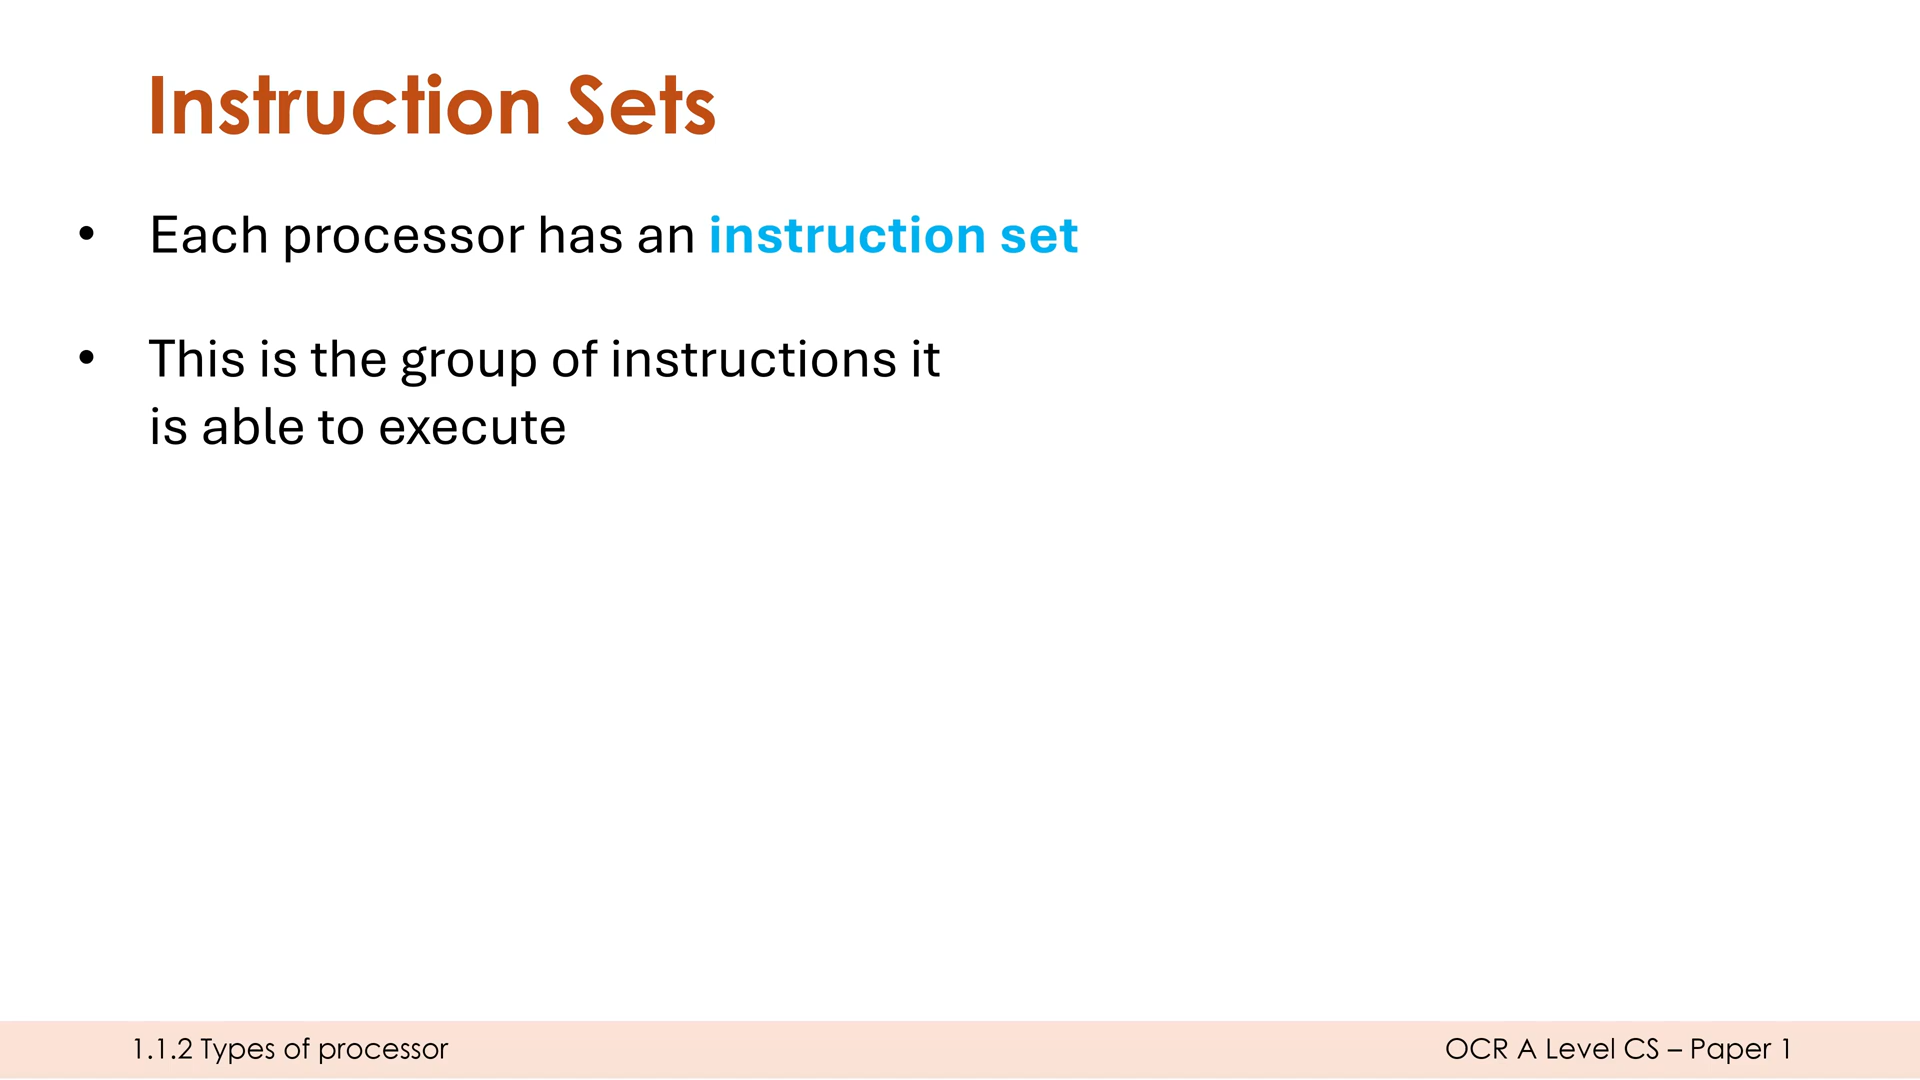 Instruction Sets
• Each processor has an instruction set
• This is the group of instructions it
is able to execute
1.1.2 Types of processor
OCR A Level CS – Paper 1